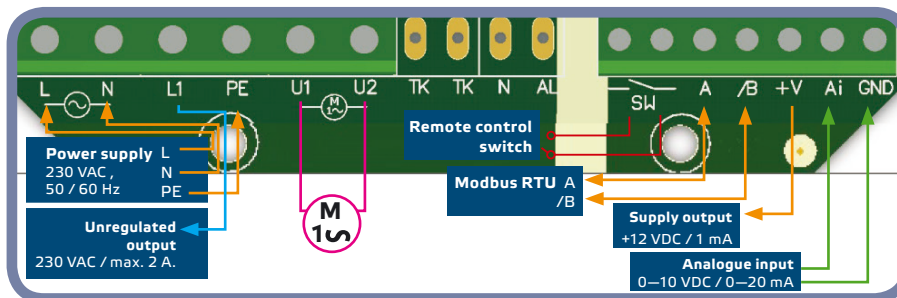 L N L1 PE U1 U2 TK TK N AL SW A /B +V Ai GND
M
1~
Power supply L
230 VAC , N
50 / 60 Hz PE
Remote control
switch
Modbus RTU A
/B
Unregulated
output
230 VAC / max. 2 A.
M
1~
Supply output
+12 VDC / 1 mA
Analogue input
0—10 VDC / 0—20 mA